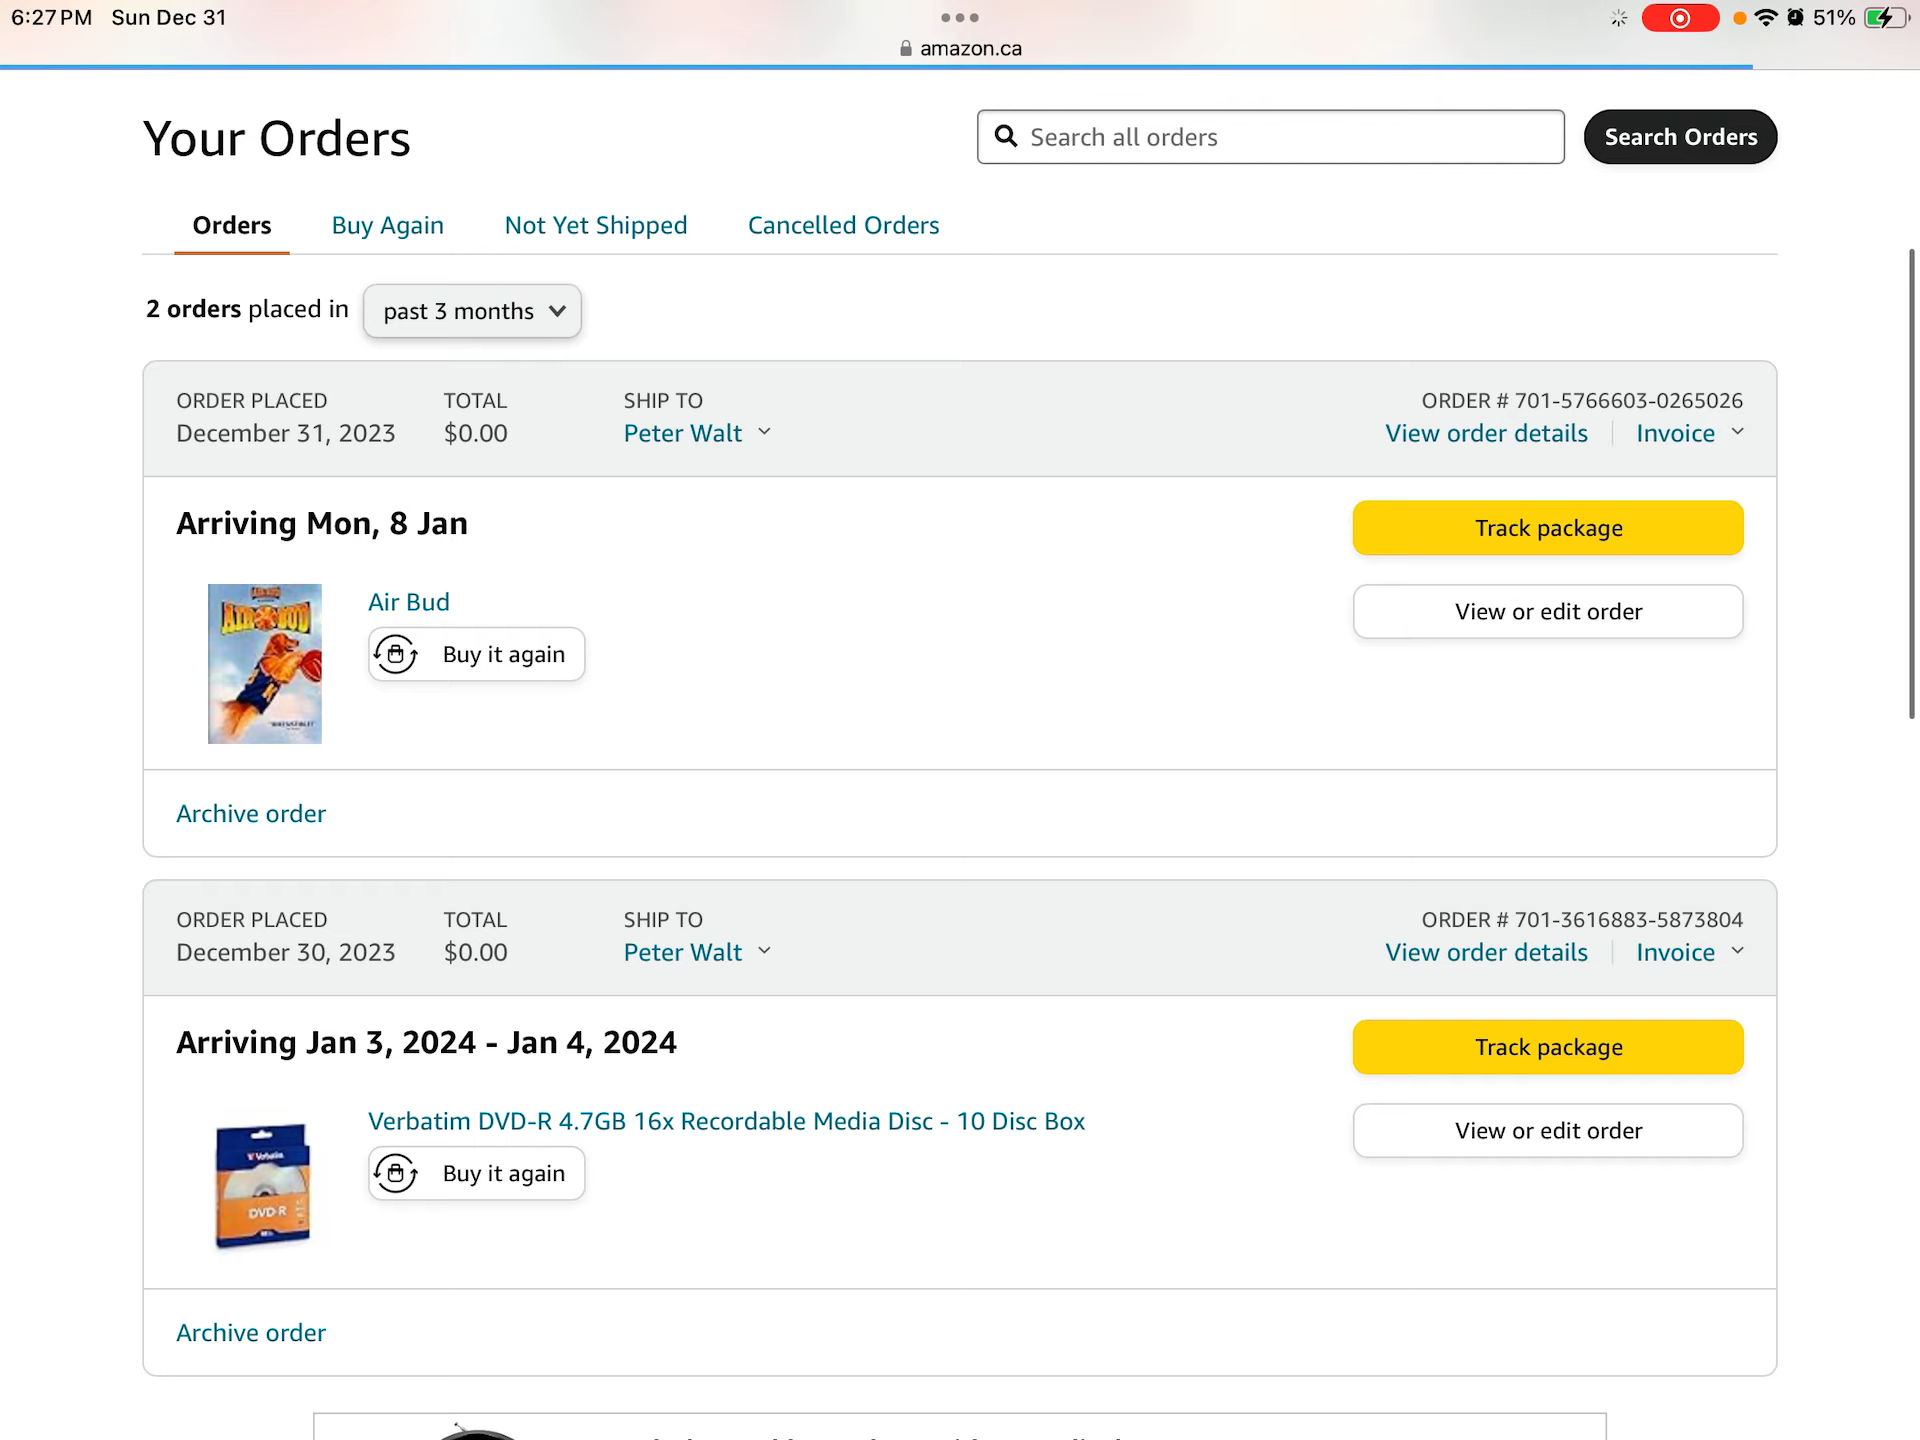 6:27 PM Sun Dec 31
51%
amazon.ca
Your Orders
Search all orders
Search Orders
Orders
Buy Again
Not Yet Shipped
Cancelled Orders
2 orders placed in
past 3 months
ORDER PLACED
TOTAL
SHIP TO
ORDER # 701-5766603-0265026
December 31, 2023
$0.00
Peter Walt
View order details
Invoice
Arriving Mon, 8 Jan
Track package
AIR BUD
Air Bud
View or edit order
Buy it again
Archive order
ORDER PLACED
TOTAL
SHIP TO
ORDER # 701-3616883-5873804
December 30, 2023
$0.00
Peter Walt
View order details
Invoice
Arriving Jan 3, 2024 - Jan 4, 2024
Track package
Verbatim DVD-R 4.7GB 16x Recordable Media Disc - 10 Disc Box
View or edit order
Verbatim
Buy it again
DVD-R
Archive order